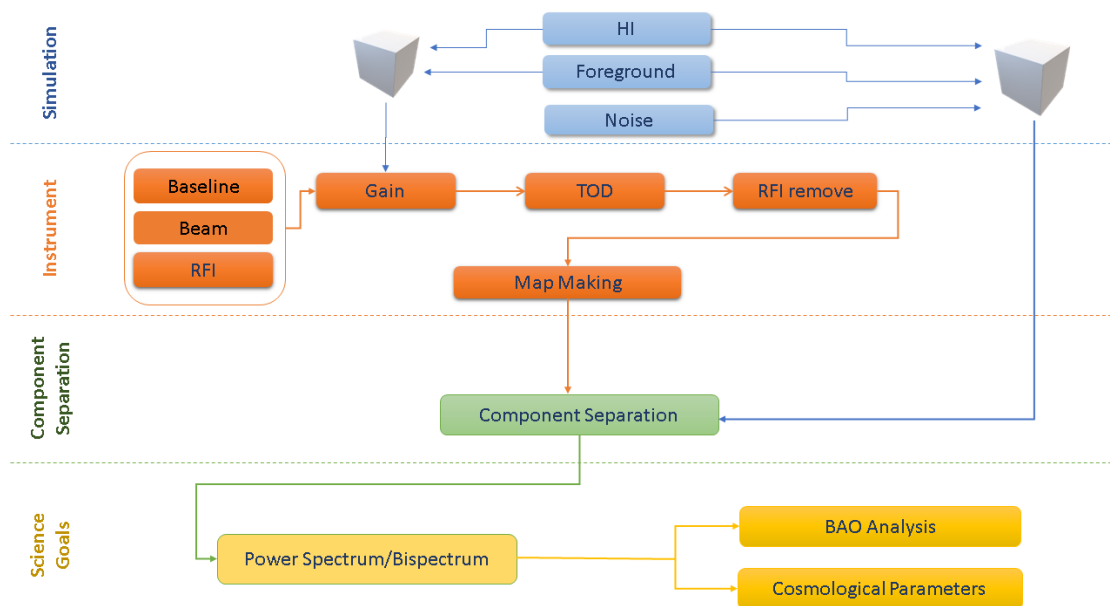 Simulation
HI
Foreground
Noise
Instrument
Baseline
Beam
RFI
Gain
TOD
RFI remove
Map Making
Component
Separation
Component Separation
Science
Goals
Power Spectrum/Bispectrum
BAO Analysis
Cosmological Parameters